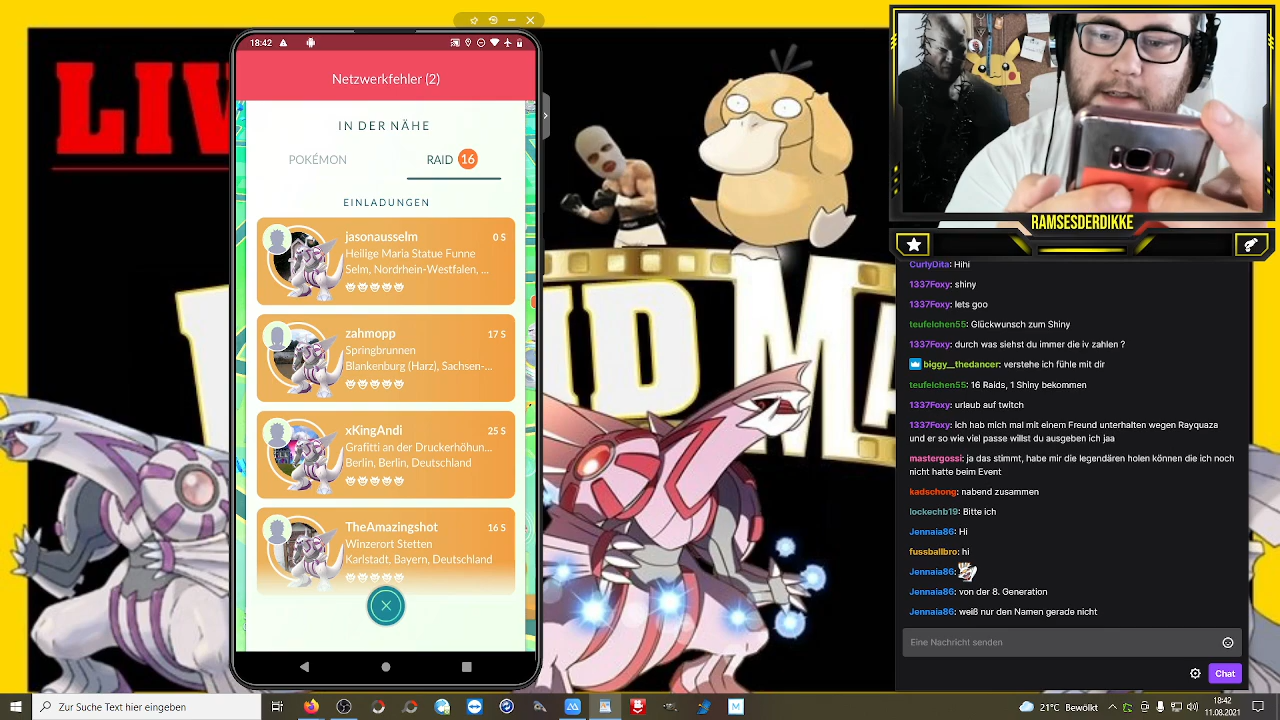 18:42
Netzwerkfehler (2)
IN DER NÄHE
POKÉMON
RAID 16
EINLADUNGEN
jasonausselm
0 S
Heilige Maria Statue Funne
Selm, Nordrhein-Westfalen, ...
zahmopp
17 S
Springbrunnen
Blankenburg (Harz), Sachsen-...
xKingAndi
25 S
Grafitti an der Druckerhöhun...
Berlin, Berlin, Deutschland
TheAmazingshot
16 S
Winzerort Stetten
Karlstadt, Bayern, Deutschland
LIV
RAMSESDERDIKKE
CurlyDita: Hihi
1337Foxy: shiny
1337Foxy: lets goo
teufelchen55: Glückwunsch zum Shiny
1337Foxy: durch was siehst du immer die iv zahlen ?
biggy__thedancer: verstehe ich fühle mit dir
teufelchen55: 16 Raids, 1 Shiny bekommen
1337Foxy: urlaub auf twitch
1337Foxy: ich hab mich mal mit einem Freund unterhalten wegen Rayquaza
und er so wie viel passe willst du ausgeben ich jaa
mastergossi: ja das stimmt, habe mir die legendären holen können die ich noch
nicht hatte beim Event
kadschong: nabend zusammen
lockechb19: Bitte ich
Jennaia86: Hi
fussballbro: hi
Jennaia86:
Jennaia86: von der 8. Generation
Jennaia86: weiß nur den Namen gerade nicht
Eine Nachricht senden
Chat
Zur Suche Text hier eingeben
18:42
11.08.2021